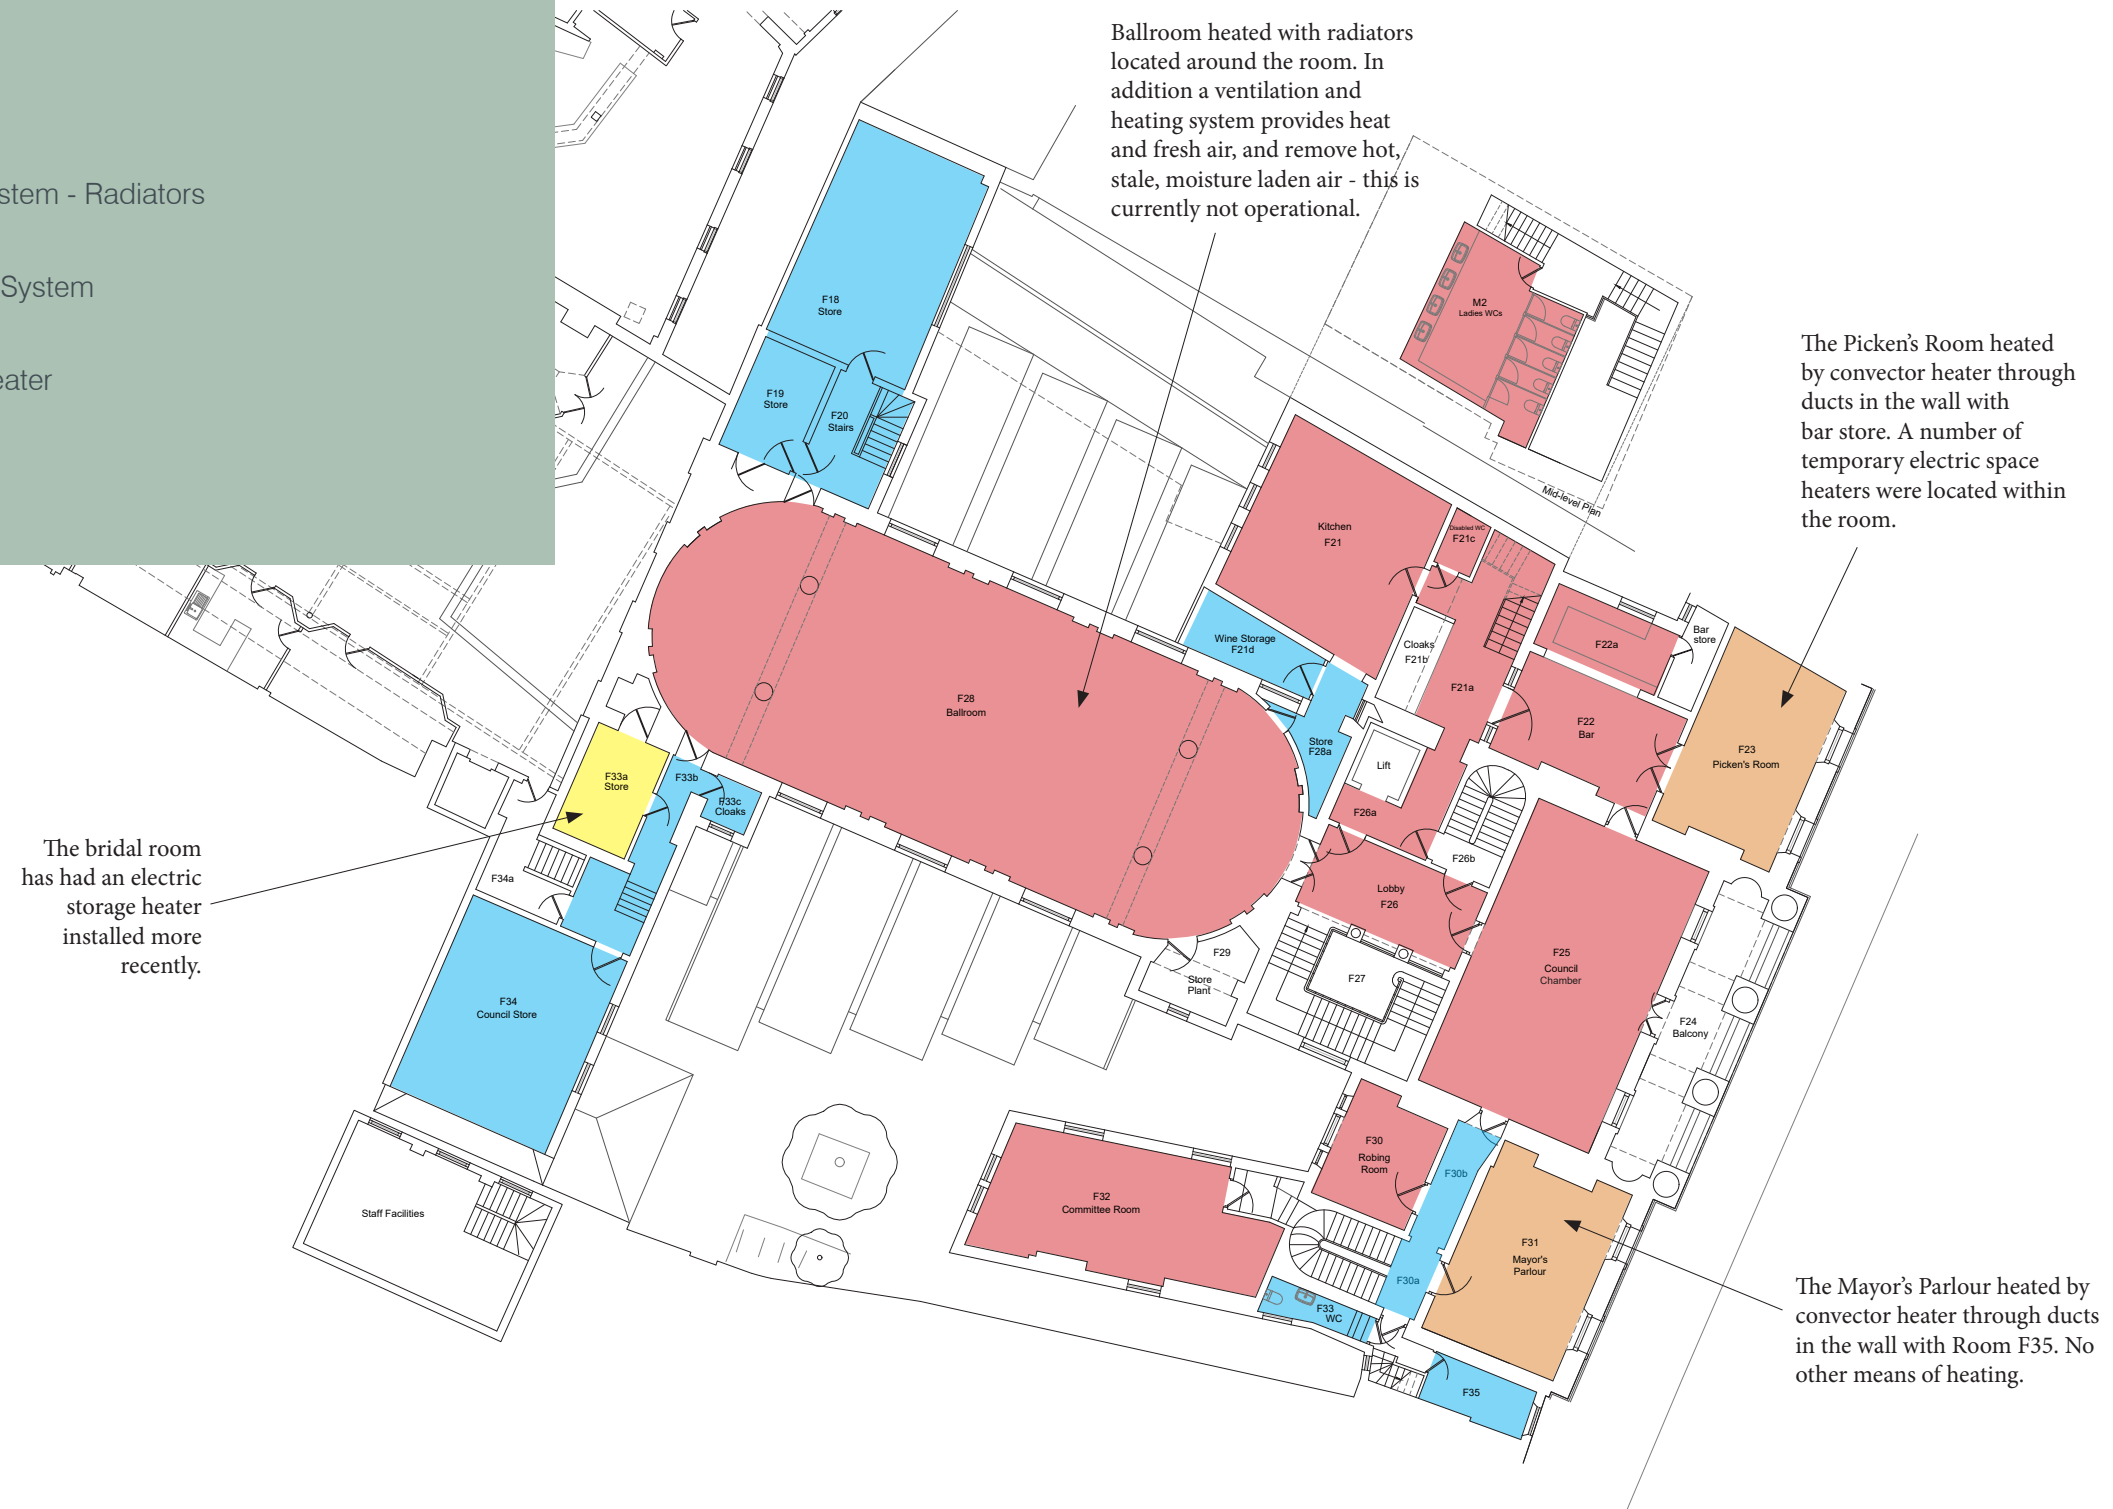 stem - Radiators
System
eater
Ballroom heated with radiators
located around the room. In
addition a ventilation and
heating system provides heat
and fresh air, and remove hot,
stale, moisture laden air - this is
currently not operational.
The Picken's Room heated
by convector heater through
ducts in the wall with
bar store. A number of
temporary electric space
heaters were located within
the room.
The bridal room
has had an electric
storage heater
installed more
recently.
The Mayor's Parlour heated by
convector heater through ducts
in the wall with Room F35. No
other means of heating.
F18
Store
F19
Store
F20
Stairs
M2
Ladies WCs
Mid-level Plan
Kitchen
F21
Disabled WC
F21c
Wine Storage
F21d
Cloaks
F21b
F21a
F22a
Bar
store
F22
Bar
F23
Picken's Room
F28
Ballroom
Store
F28a
Lift
F26a
F26b
Lobby
F26
F27
F25
Council
Chamber
F24
Balcony
F29
Store
Plant
F33a
Store
F33b
F33c
Cloaks
F34a
F34
Council Store
Staff Facilities
F32
Committee Room
F30
Robing
Room
F30b
F30a
F31
Mayor's
Parlour
F33
WC
F35